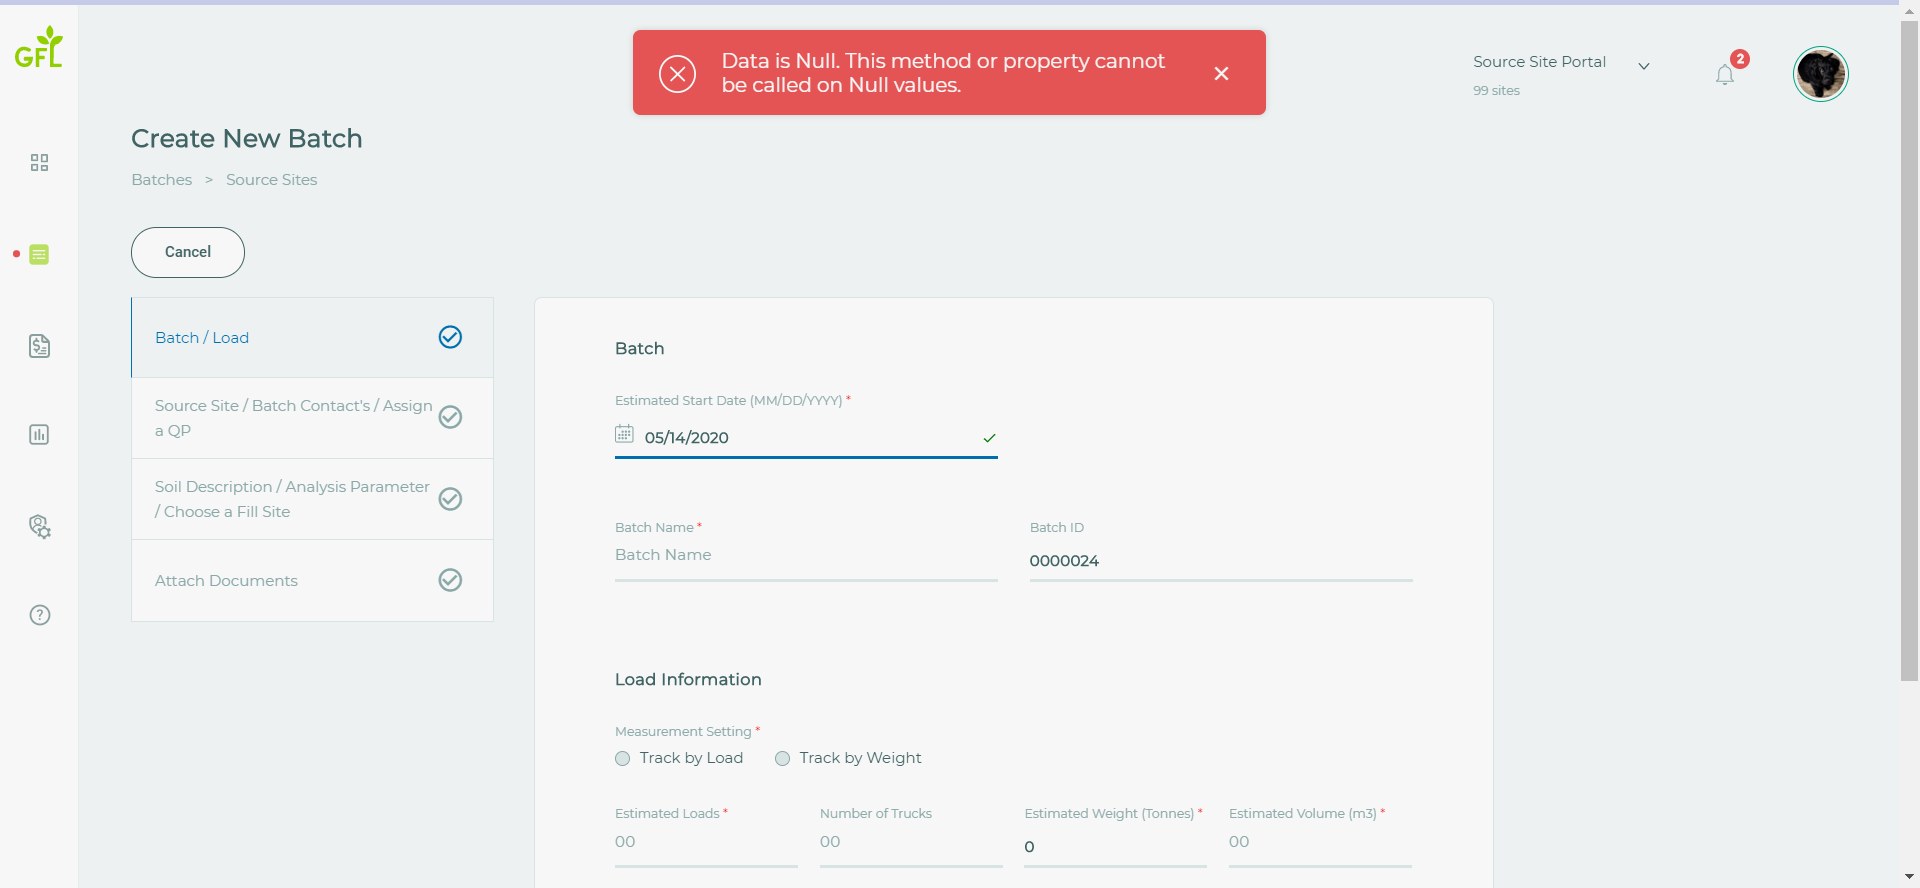 GFL
Data is Null. This method or property cannot
be called on Null values.
Source Site Portal
99 sites
2
Create New Batch
Batches > Source Sites
Cancel
Batch / Load
Source Site / Batch Contact's / Assign
a QP
Soil Description / Analysis Parameter
/ Choose a Fill Site
Attach Documents
Batch
Estimated Start Date (MM/DD/YYYY) *
05/14/2020
Batch Name *
Batch ID
Batch Name
0000024
Load Information
Measurement Setting *
Track by Load
Track by Weight
Estimated Loads *
Number of Trucks
Estimated Weight (Tonnes) *
Estimated Volume (m3) *
00
00
0
00